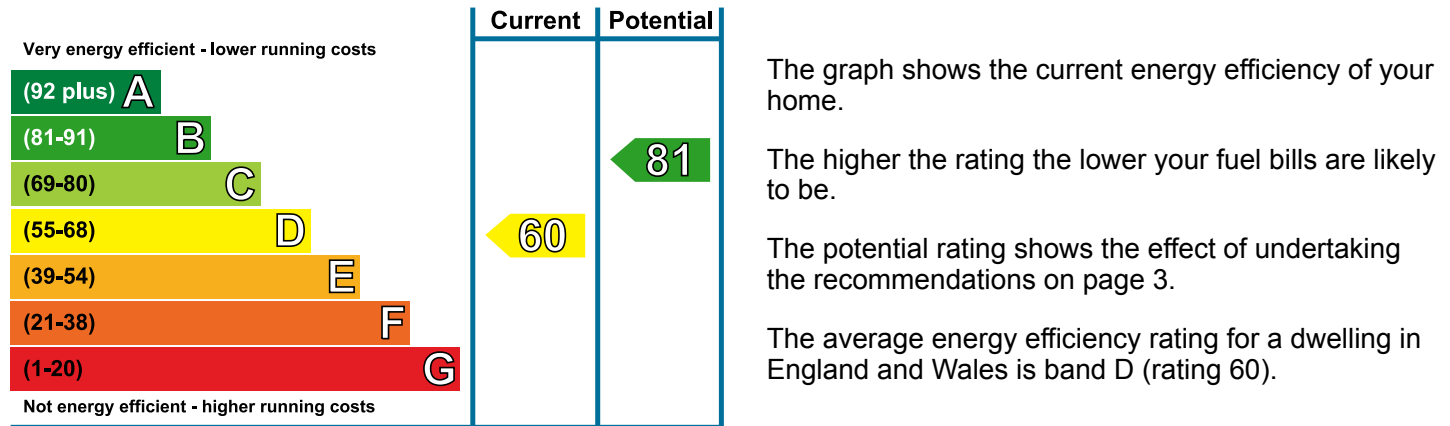 Current Potential
Very energy efficient - lower running costs
(92 plus) A
(81-91) B
(69-80) C
(55-68) D
(39-54) E
(21-38) F
(1-20) G
Not energy efficient - higher running costs
81
60
The graph shows the current energy efficiency of your
home.
The higher the rating the lower your fuel bills are likely
to be.
The potential rating shows the effect of undertaking
the recommendations on page 3.
The average energy efficiency rating for a dwelling in
England and Wales is band D (rating 60).